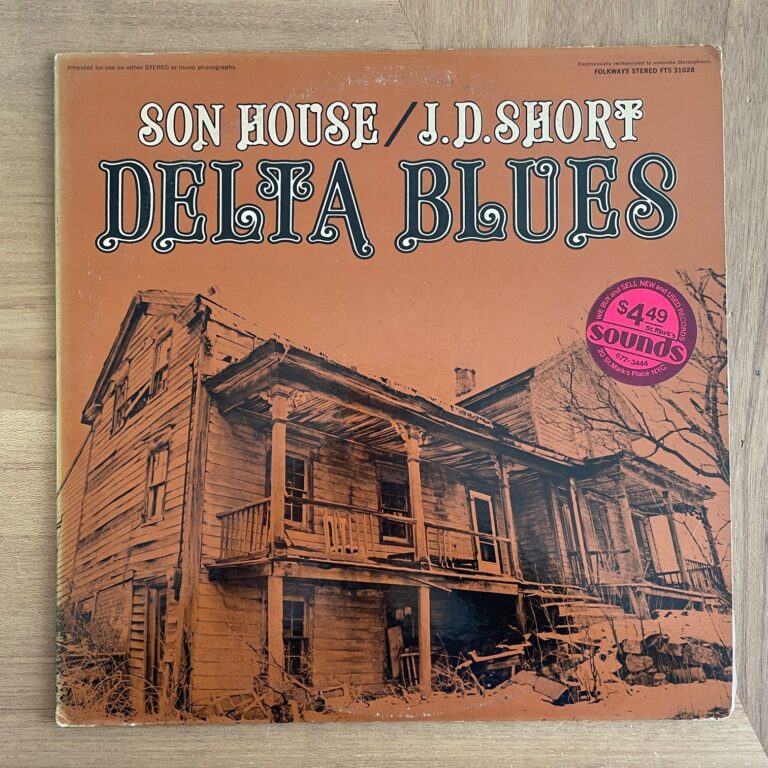 Intended for use on either STEREO or mono phonographs
Electronically rechannoled to simulate Stereophonic
FOLKWAYS STEREO FTS 31028
SON HOUSE / J.D. SHORT
DELTA BLUES
WE BUY and SELL NEW and USED RECORDS
$4.49
St. Mark's
Sounds
677-3444
20 St. Mark's Place N.Y.C.